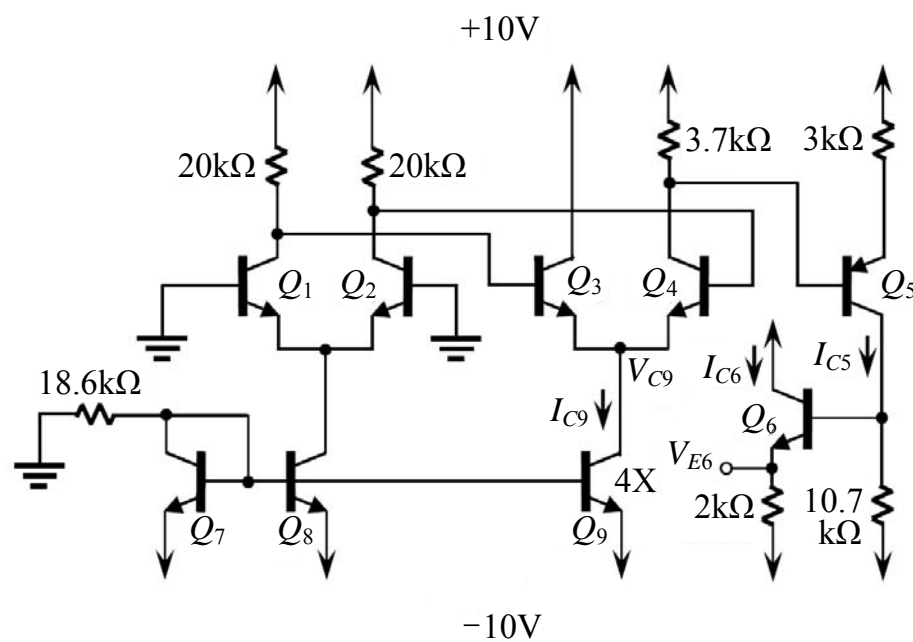 +10V
20kΩ
20kΩ
3.7kΩ
3kΩ
Q1
Q2
Q3
Q4
Q5
18.6kΩ
VC9
IC9
IC6
IC5
Q6
VE6
4X
2kΩ
10.7
kΩ
Q7
Q8
Q9
−10V